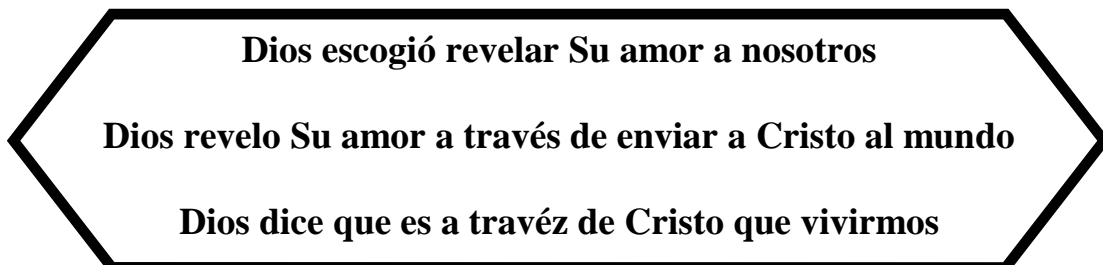 Dios escogió revelar Su amor a nosotros
Dios revelo Su amor a través de enviar a Cristo al mundo
Dios dice que es a travéz de Cristo que vivirmos